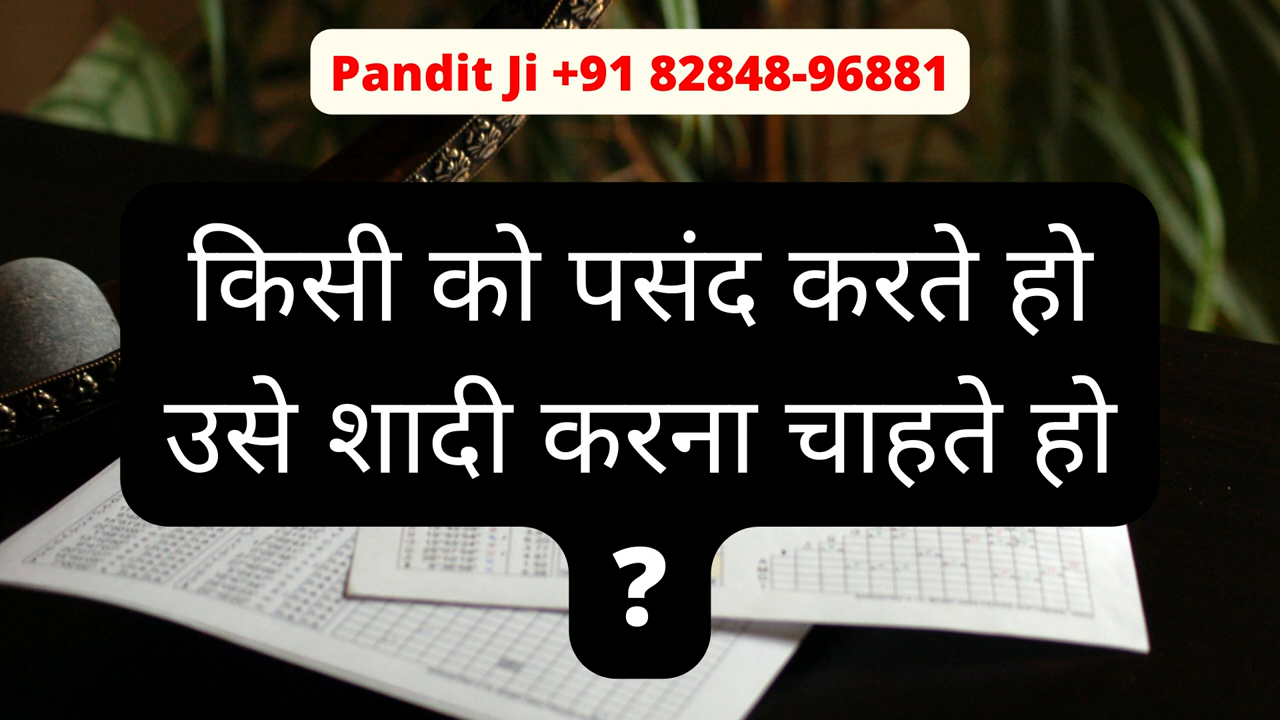 Pandit Ji +91 82848-96881
किसी को पसंद करते हो
उसे शादी करना चाहते हो
?